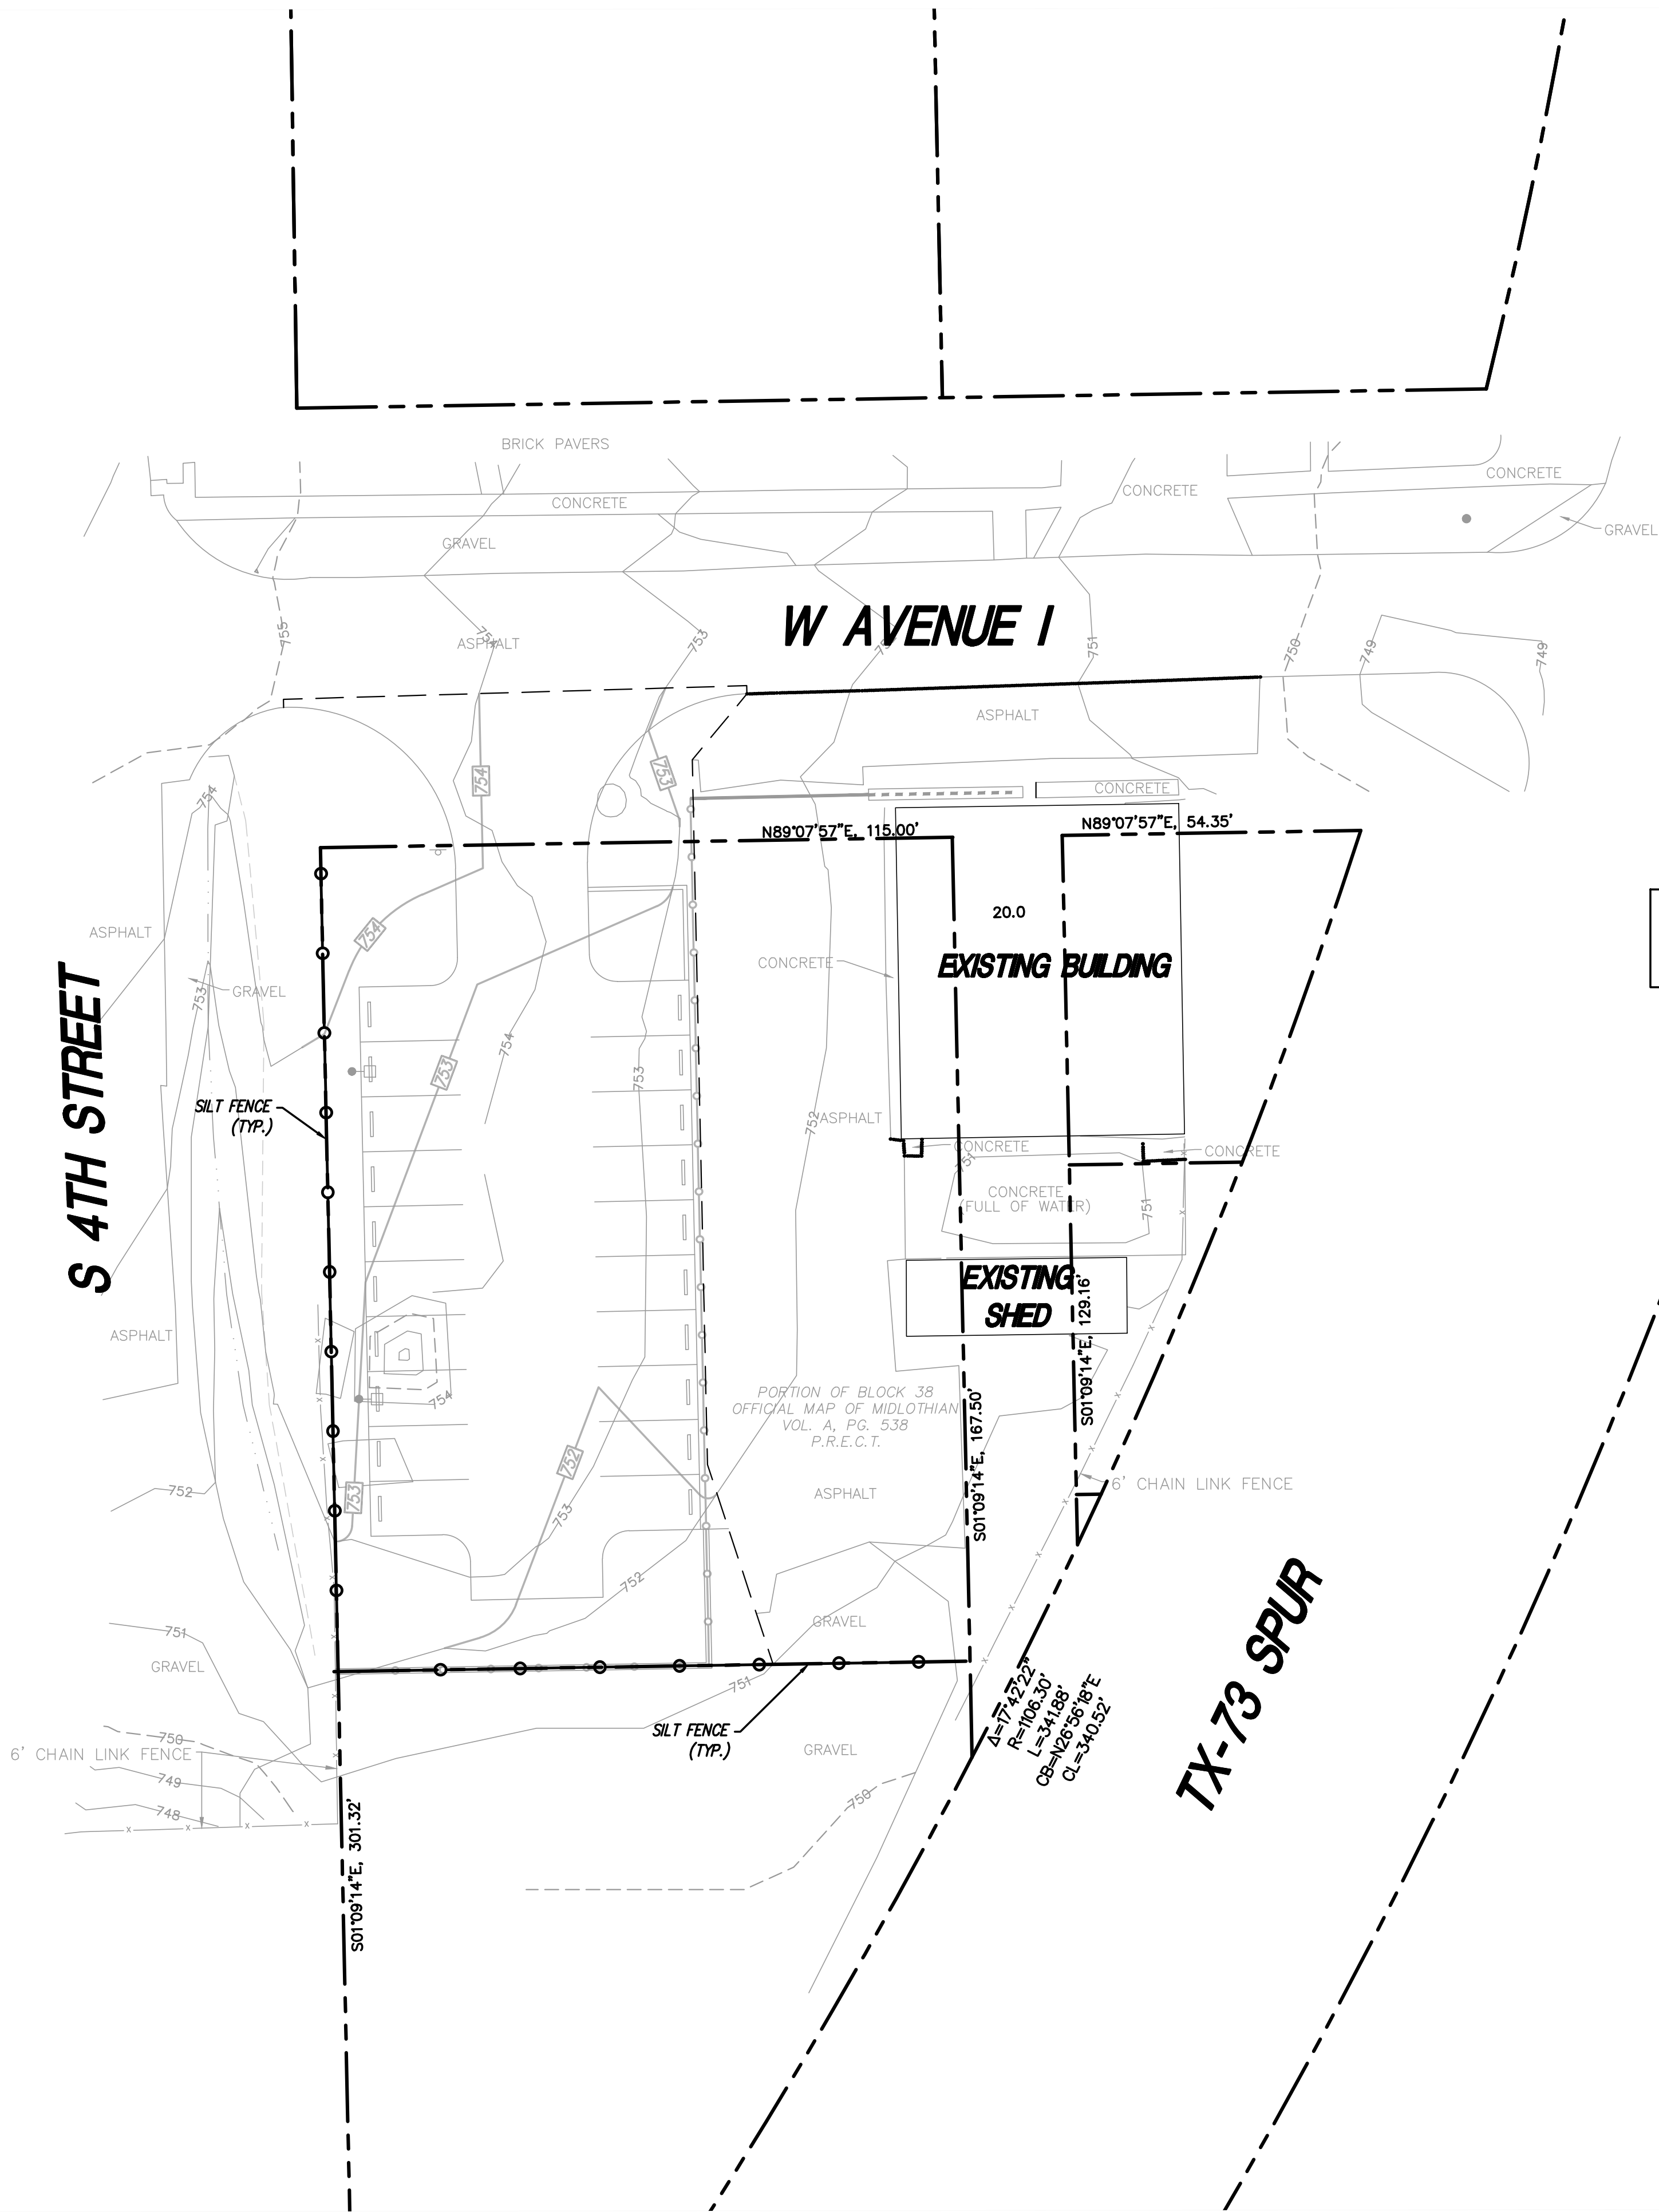 BRICK PAVERS
CONCRETE
CONCRETE
CONCRETE
GRAVEL
GRAVEL
W AVENUE I
755
ASPHALT
753
751
750
749
749
ASPHALT
754
754
753
CONCRETE
N89°07'57"E, 115.00'
N89°07'57"E, 54.35'
20.0
EXISTING BUILDING
754
ASPHALT
CONCRETE
GRAVEL
753
S 4TH STREET
754
753
753
SILT FENCE
(TYP.)
752
ASPHALT
CONCRETE
CONCRETE
751
CONCRETE
(FULL OF WATER)
751
EXISTING
SHED
ASPHALT
S01°09'14"E, 129.16'
754
PORTION OF BLOCK 38
OFFICIAL MAP OF MIDLOTHIAN
VOL. A, PG. 538
P.R.E.C.T.
S01°09'14"E, 167.50'
752
752
753
753
ASPHALT
6' CHAIN LINK FENCE
752
GRAVEL
751
GRAVEL
751
SILT FENCE
(TYP.)
GRAVEL
Δ=17°42'22"
R=1106.30'
L=341.88'
CB=N26°56'18"E
CL=340.52'
TX-73 SPUR
750
6' CHAIN LINK FENCE
749
748
750
S01°09'14"E, 301.32'